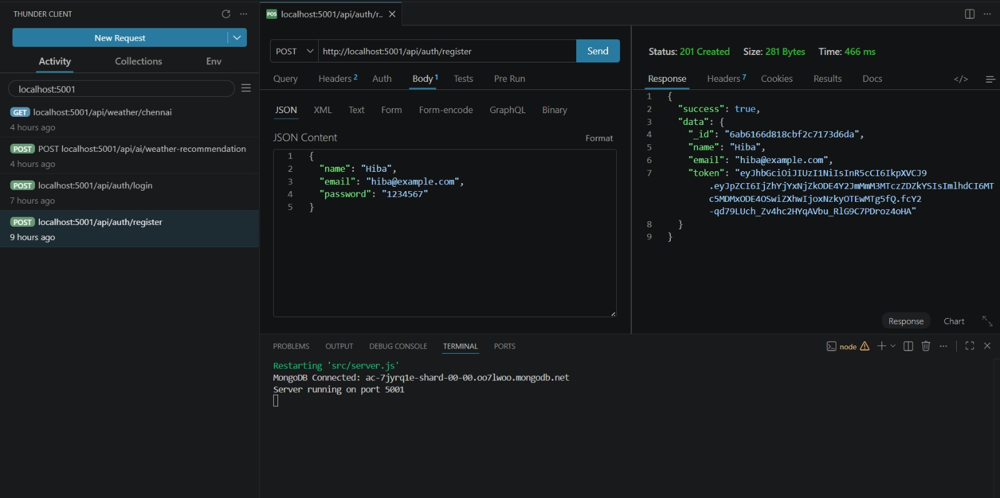 THUNDER CLIENT
New Request
Activity Collections Env
localhost:5001
GET localhost:5001/api/weather/chennai
4 hours ago
POST POST localhost:5001/api/ai/weather-recommendation
4 hours ago
POST localhost:5001/api/auth/login
7 hours ago
POST localhost:5001/api/auth/register
9 hours ago
POS localhost:5001/api/auth/r..
POST http://localhost:5001/api/auth/register Send
Query Headers 2 Auth Body 1 Tests Pre Run
JSON XML Text Form Form-encode GraphQL Binary
JSON Content Format
1 {
2 "name": "Hiba",
3 "email": "hiba@example.com",
4 "password": "1234567"
5 }
Status: 201 Created Size: 281 Bytes Time: 466 ms
Response Headers 7 Cookies Results Docs </>
1 {
2 "success": true,
3 "data": {
4 "_id": "6ab6166d818cbf2c7173d6da",
5 "name": "Hiba",
6 "email": "hiba@example.com",
7 "token": "eyJhbGciOiJIUzI1NiIsInR5cCI6IkpXVCJ9
.eyJpZCI6IjZhYjYxNjZkODE4Y2JmMmM3MTczZDZkYSIsImlhdCI6MT
c5MDMxODE4OSwiZXhwIjoxNzkyOTEwMTg5fQ.fcY2
-qd79LUch_Zv4hc2HYqAVbu_RlG9C7PDroz4oHA"
8 }
9 }
Response Chart
PROBLEMS OUTPUT DEBUG CONSOLE TERMINAL PORTS
node
Restarting 'src/server.js'
MongoDB Connected: ac-7jyrq1e-shard-00-00.oo7lwoo.mongodb.net
Server running on port 5001